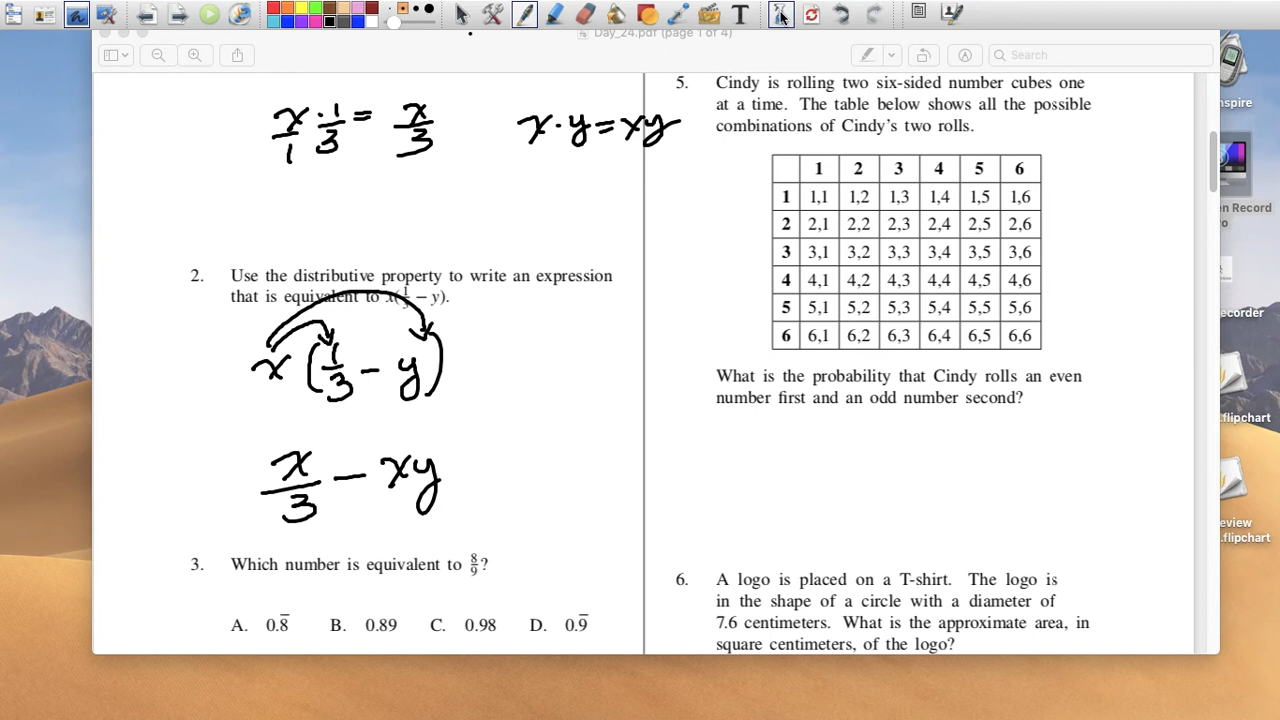 Day_24.pdf (page 1 of 4)
Search
x/1 · 1/3 = x/3
x · y = xy
2. Use the distributive property to write an expression
that is equivalent to x(1/3 − y).
x(1/3 − y)
x/3 − xy
3. Which number is equivalent to 8/9?
A. 0.8̅ B. 0.89 C. 0.98 D. 0.9̅
5. Cindy is rolling two six-sided number cubes one
at a time. The table below shows all the possible
combinations of Cindy's two rolls.
1 2 3 4 5 6
1 1,1 1,2 1,3 1,4 1,5 1,6
2 2,1 2,2 2,3 2,4 2,5 2,6
3 3,1 3,2 3,3 3,4 3,5 3,6
4 4,1 4,2 4,3 4,4 4,5 4,6
5 5,1 5,2 5,3 5,4 5,5 5,6
6 6,1 6,2 6,3 6,4 6,5 6,6
What is the probability that Cindy rolls an even
number first and an odd number second?
6. A logo is placed on a T-shirt. The logo is
in the shape of a circle with a diameter of
7.6 centimeters. What is the approximate area, in
square centimeters, of the logo?
nspire
en Record
ro
ecorder
.flipchart
eview
.flipchart